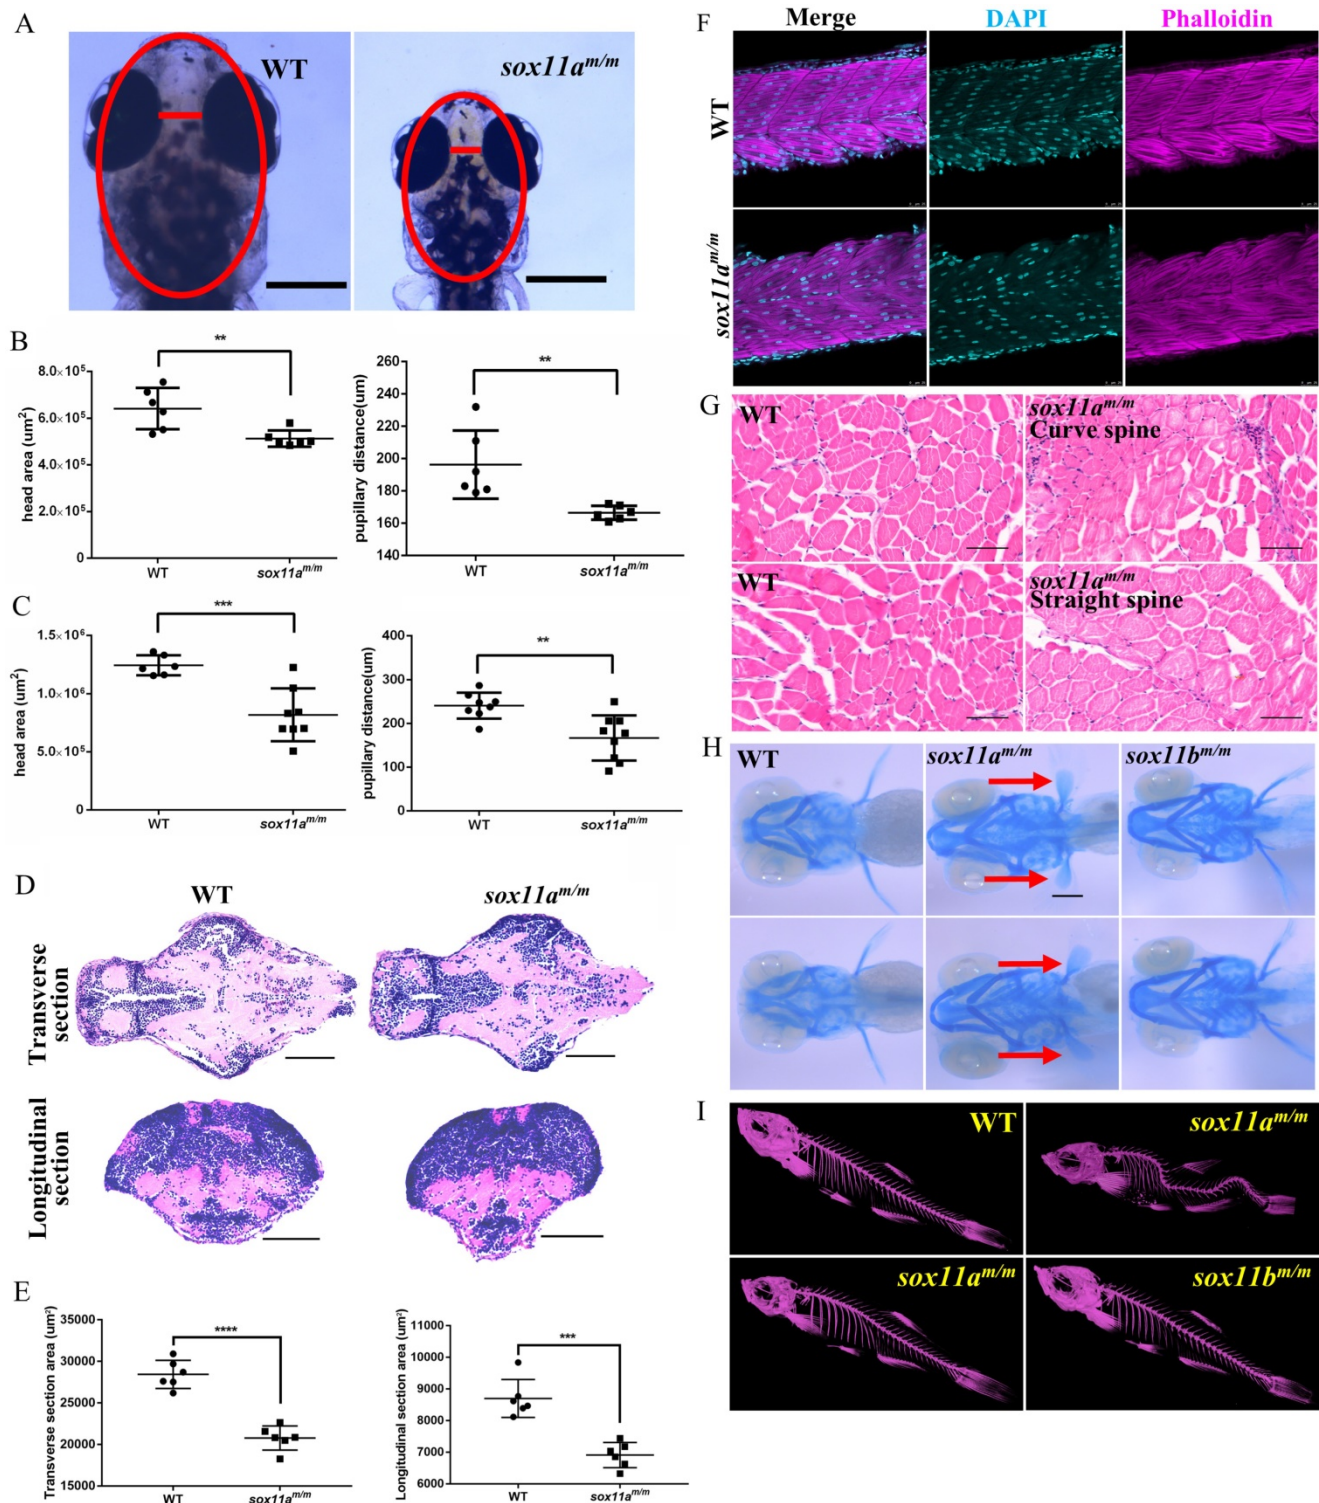 A
WT
sox11a^m/m
B
**
8.0×10⁵
6.0×10⁵
4.0×10⁵
2.0×10⁵
0
head area (um²)
WT
sox11a^m/m
**
260
240
220
200
180
160
140
pupillary distance(um)
WT
sox11a^m/m
C
***
1.5×10⁶
1.0×10⁶
5.0×10⁵
0
head area (um²)
WT
sox11a^m/m
**
400
300
200
100
0
pupillary distance(um)
WT
sox11a^m/m
D
WT
sox11a^m/m
Transverse
section
Longitudinal
section
E
****
35000
30000
25000
20000
15000
Transverse section area (um²)
WT
sox11a^m/m
***
11000
10000
9000
8000
7000
6000
Longitudinal section area (um²)
WT
sox11a^m/m
F
Merge
DAPI
Phalloidin
WT
sox11a^m/m
G
WT
sox11a^m/m
Curve spine
WT
sox11a^m/m
Straight spine
H
WT
sox11a^m/m
sox11b^m/m
I
WT
sox11a^m/m
sox11a^m/m
sox11b^m/m